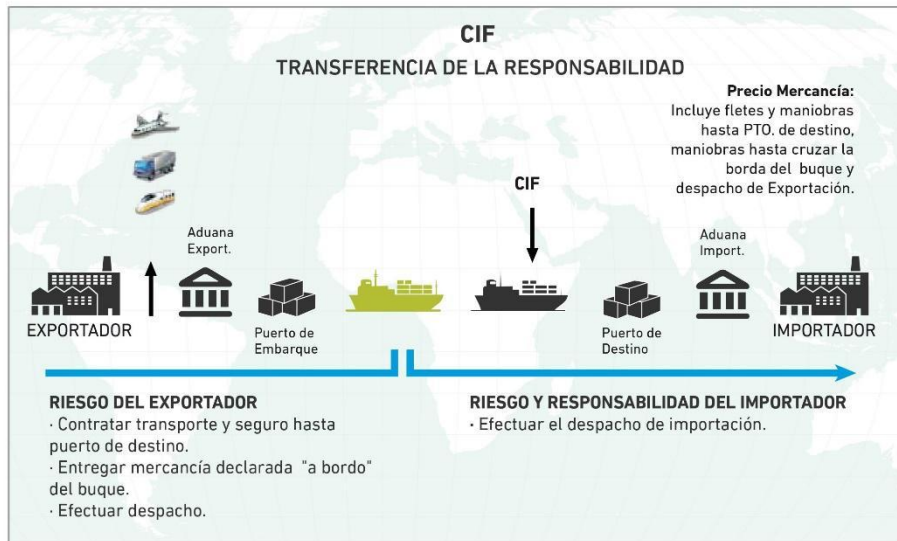 CIF
TRANSFERENCIA DE LA RESPONSABILIDAD
Precio Mercancía:
Incluye fletes y maniobras
hasta PTO. de destino,
maniobras hasta cruzar la
borda del buque y
despacho de Exportación.
CIF
Aduana
Export.
Aduana
Import.
EXPORTADOR
Puerto de
Embarque
Puerto de
Destino
IMPORTADOR
RIESGO DEL EXPORTADOR
· Contratar transporte y seguro hasta
puerto de destino.
· Entregar mercancía declarada "a bordo"
del buque.
· Efectuar despacho.
RIESGO Y RESPONSABILIDAD DEL IMPORTADOR
· Efectuar el despacho de importación.